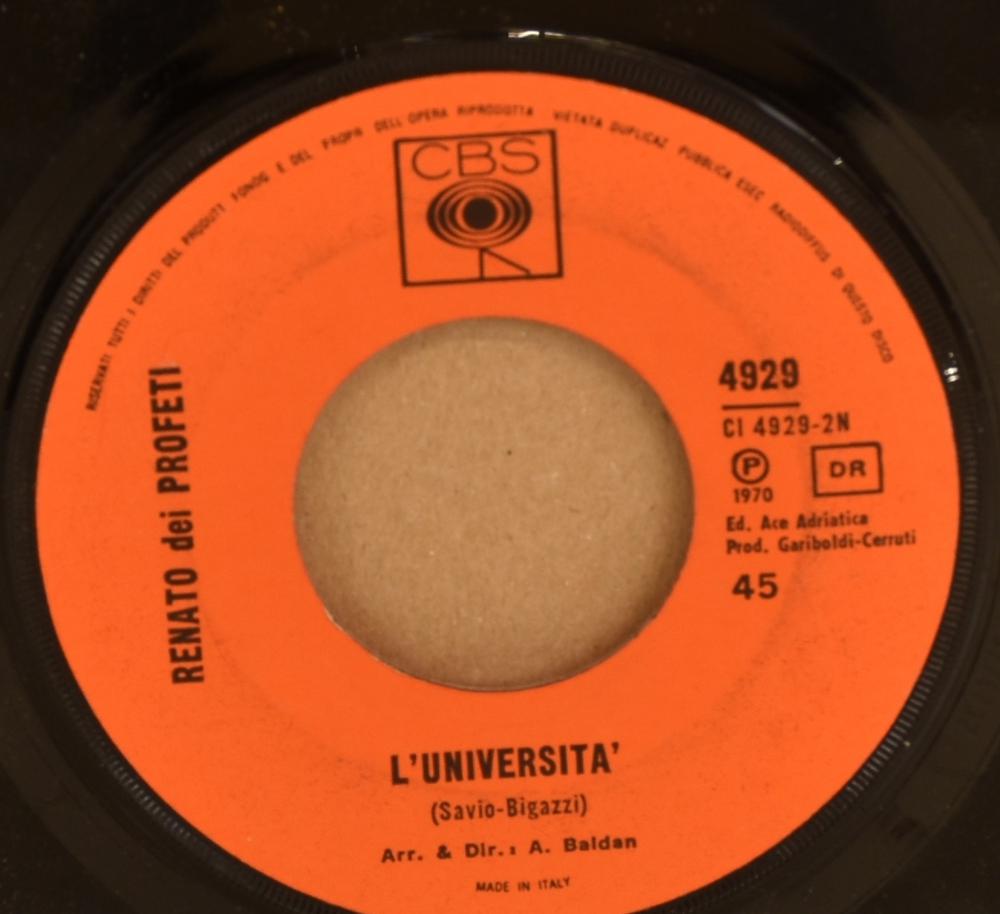 RISERVATI TUTTI I DIRITTI DEL PRODUTT FONOG E DEL PROPR DELL OPERA RIPRODOTTA VIETATA DUPLICAZ PUBBLICA ESEC RADIODIFFUS DI QUESTO DISCO
CBS
RENATO dei PROFETI
4929
CI 4929-2N
P
DR
1970
Ed. Ace Adriatica
Prod. Gariboldi-Cerruti
45
L'UNIVERSITA'
(Savio-Bigazzi)
Arr. & Dir.: A. Baldan
MADE IN ITALY